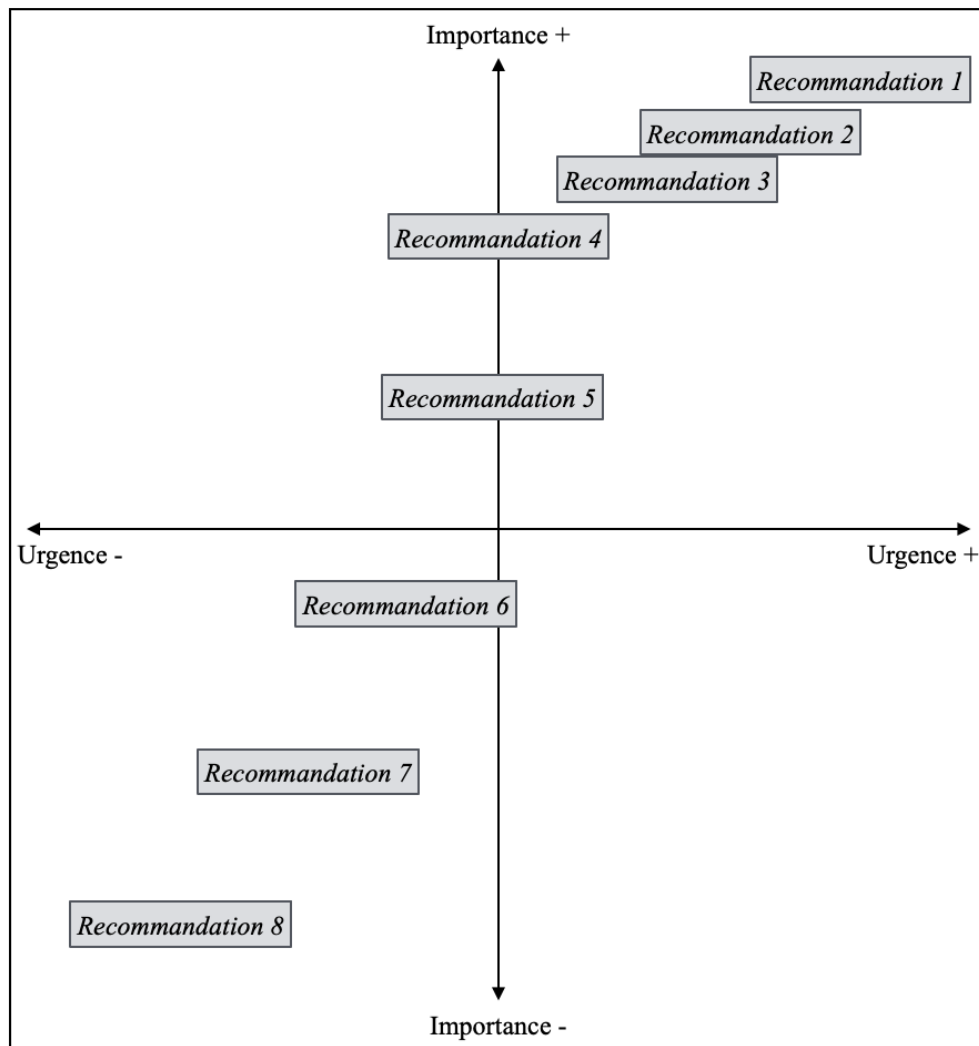 Importance +
Recommandation 1
Recommandation 2
Recommandation 3
Recommandation 4
Recommandation 5
Urgence -
Urgence +
Recommandation 6
Recommandation 7
Recommandation 8
Importance -